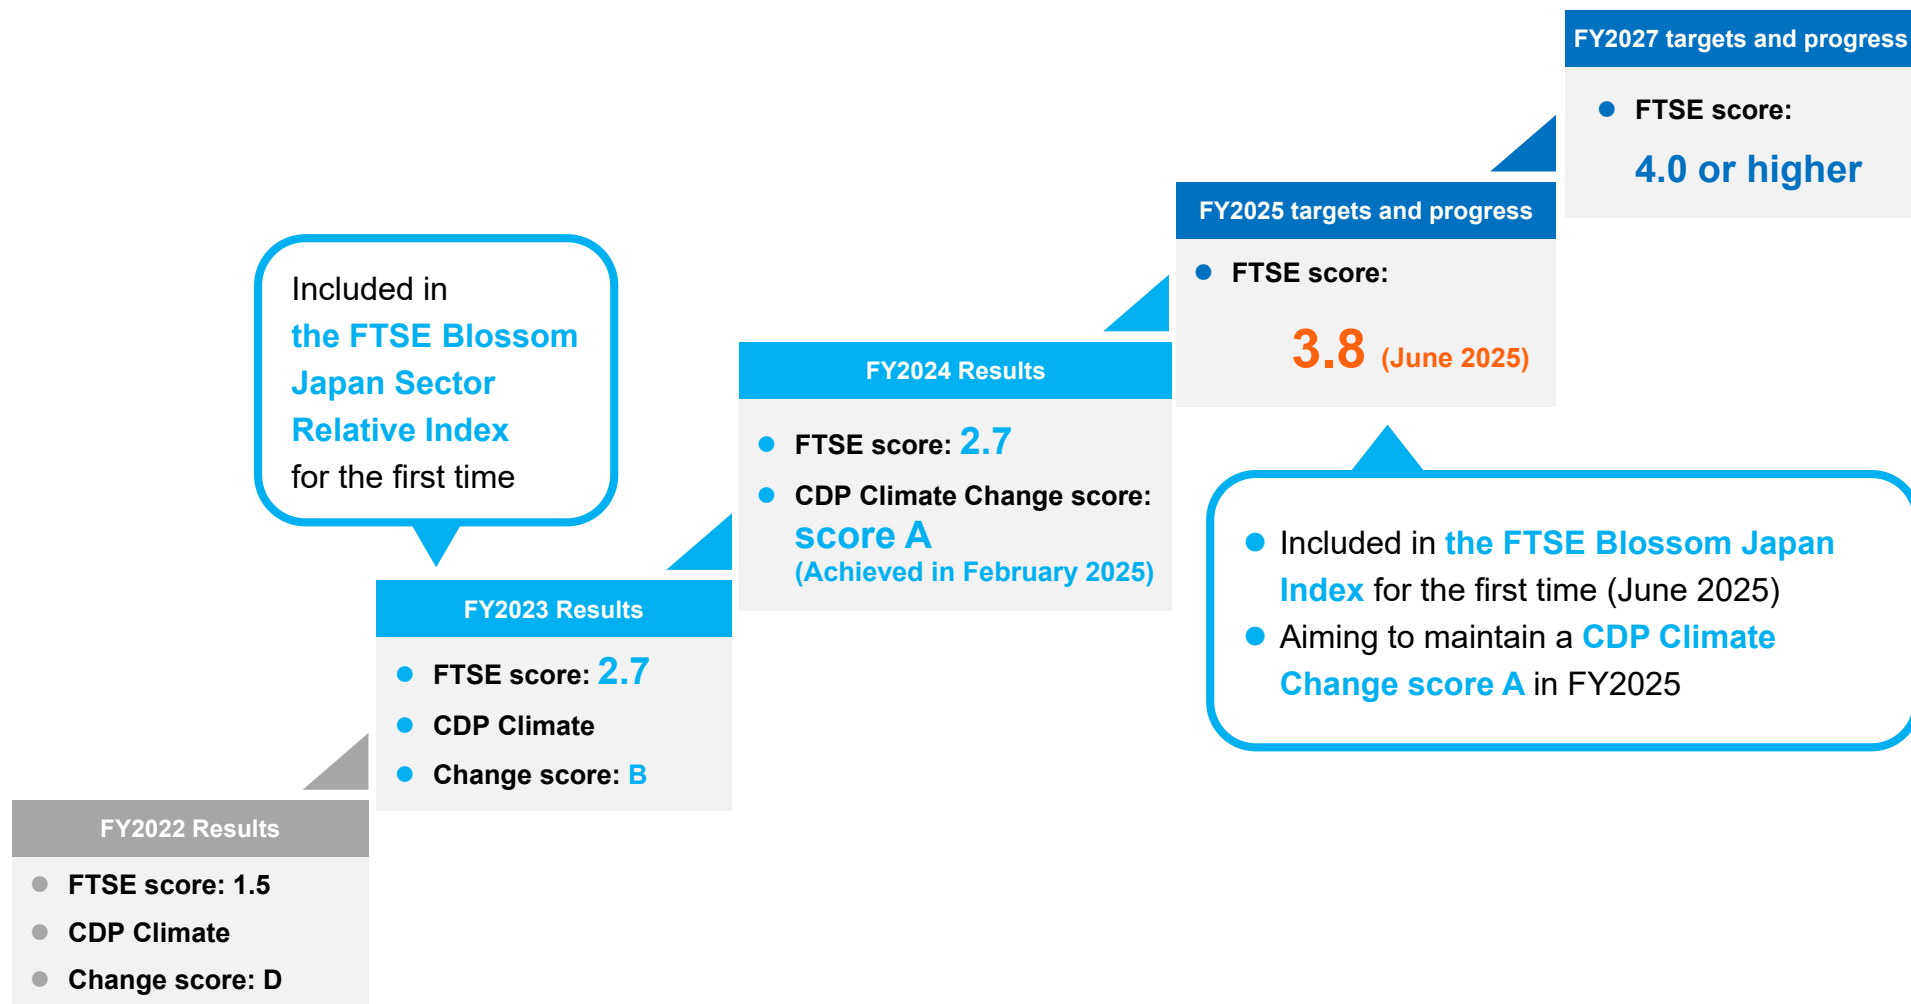 FY2027 targets and progress
FTSE score:
4.0 or higher
FY2025 targets and progress
FTSE score:
3.8 (June 2025)
Included in
the FTSE Blossom
Japan Sector
Relative Index
for the first time
FY2024 Results
FTSE score: 2.7
CDP Climate Change score:
score A
(Achieved in February 2025)
Included in the FTSE Blossom Japan
Index for the first time (June 2025)
Aiming to maintain a CDP Climate
Change score A in FY2025
FY2023 Results
FTSE score: 2.7
CDP Climate
Change score: B
FY2022 Results
FTSE score: 1.5
CDP Climate
Change score: D